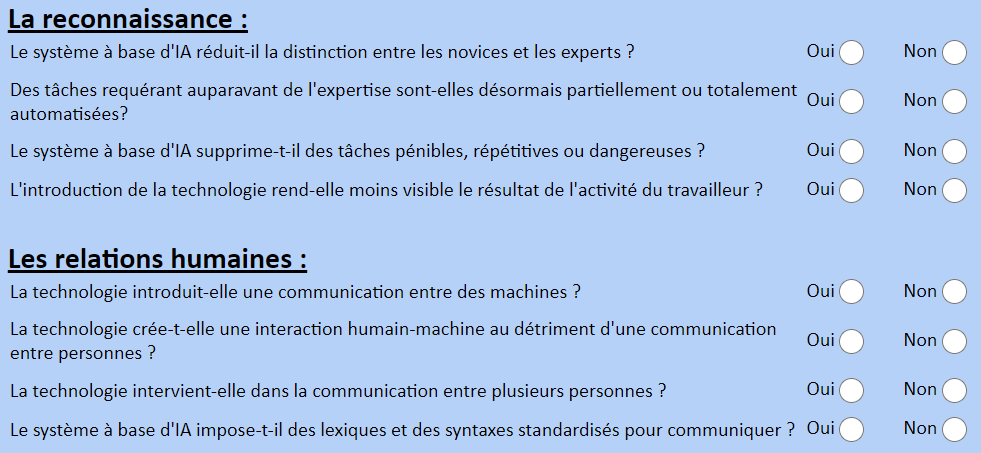 La reconnaissance :
Le système à base d'IA réduit-il la distinction entre les novices et les experts ? Oui Non
Des tâches requérant auparavant de l'expertise sont-elles désormais partiellement ou totalement
automatisées? Oui Non
Le système à base d'IA supprime-t-il des tâches pénibles, répétitives ou dangereuses ? Oui Non
L'introduction de la technologie rend-elle moins visible le résultat de l'activité du travailleur ? Oui Non
Les relations humaines :
La technologie introduit-elle une communication entre des machines ? Oui Non
La technologie crée-t-elle une interaction humain-machine au détriment d'une communication
entre personnes ? Oui Non
La technologie intervient-elle dans la communication entre plusieurs personnes ? Oui Non
Le système à base d'IA impose-t-il des lexiques et des syntaxes standardisés pour communiquer ? Oui Non